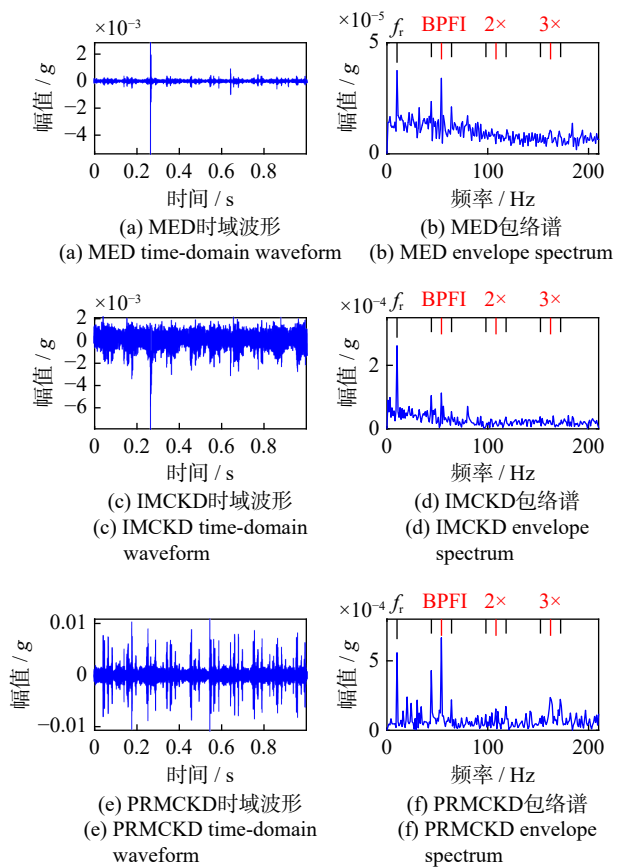 ×10⁻³
2
0
−2
−4
幅值 / g
0 0.2 0.4 0.6 0.8
时间 / s
(a) MED时域波形
(a) MED time-domain waveform
×10⁻⁵ fᵣ BPFI 2× 3×
5
0
幅值 / g
0 100 200
频率 / Hz
(b) MED包络谱
(b) MED envelope spectrum
×10⁻³
2
0
−2
−4
−6
幅值 / g
0 0.2 0.4 0.6 0.8
时间 / s
(c) IMCKD时域波形
(c) IMCKD time-domain
waveform
×10⁻⁴ fᵣ BPFI 2× 3×
2
0
幅值 / g
0 100 200
频率 / Hz
(d) IMCKD包络谱
(d) IMCKD envelope
spectrum
0.01
0
−0.01
幅值 / g
0 0.2 0.4 0.6 0.8
时间 / s
(e) PRMCKD时域波形
(e) PRMCKD time-domain
waveform
×10⁻⁴ fᵣ BPFI 2× 3×
5
0
幅值 / g
0 100 200
频率 / Hz
(f) PRMCKD包络谱
(f) PRMCKD envelope
spectrum